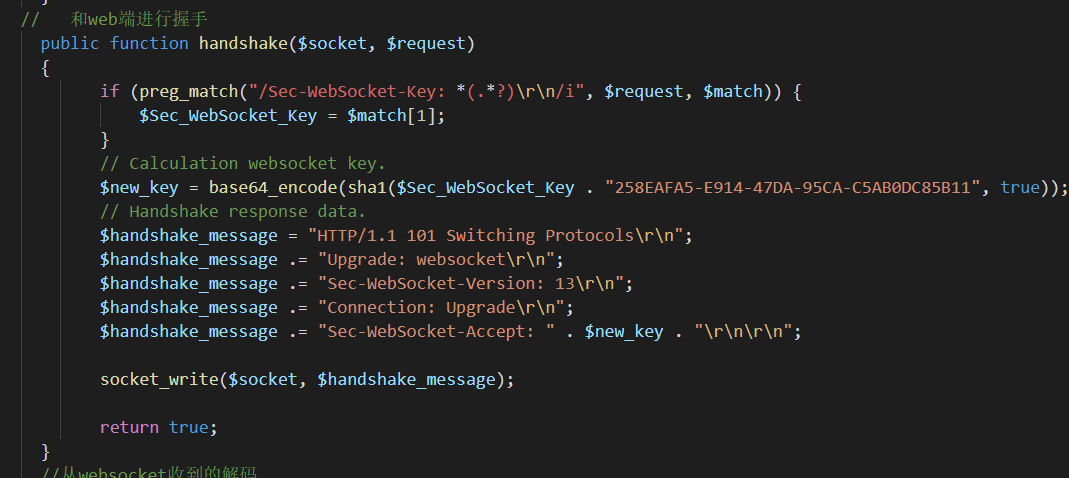 }
//   和web端进行握手
public function handshake($socket, $request)
{
if (preg_match("/Sec-WebSocket-Key: *(.*?)\r\n/i", $request, $match)) {
$Sec_WebSocket_Key = $match[1];
}
// Calculation websocket key.
$new_key = base64_encode(sha1($Sec_WebSocket_Key . "258EAFA5-E914-47DA-95CA-C5AB0DC85B11", true));
// Handshake response data.
$handshake_message = "HTTP/1.1 101 Switching Protocols\r\n";
$handshake_message .= "Upgrade: websocket\r\n";
$handshake_message .= "Sec-WebSocket-Version: 13\r\n";
$handshake_message .= "Connection: Upgrade\r\n";
$handshake_message .= "Sec-WebSocket-Accept: " . $new_key . "\r\n\r\n";
socket_write($socket, $handshake_message);
return true;
}
//从websocket收到的解码